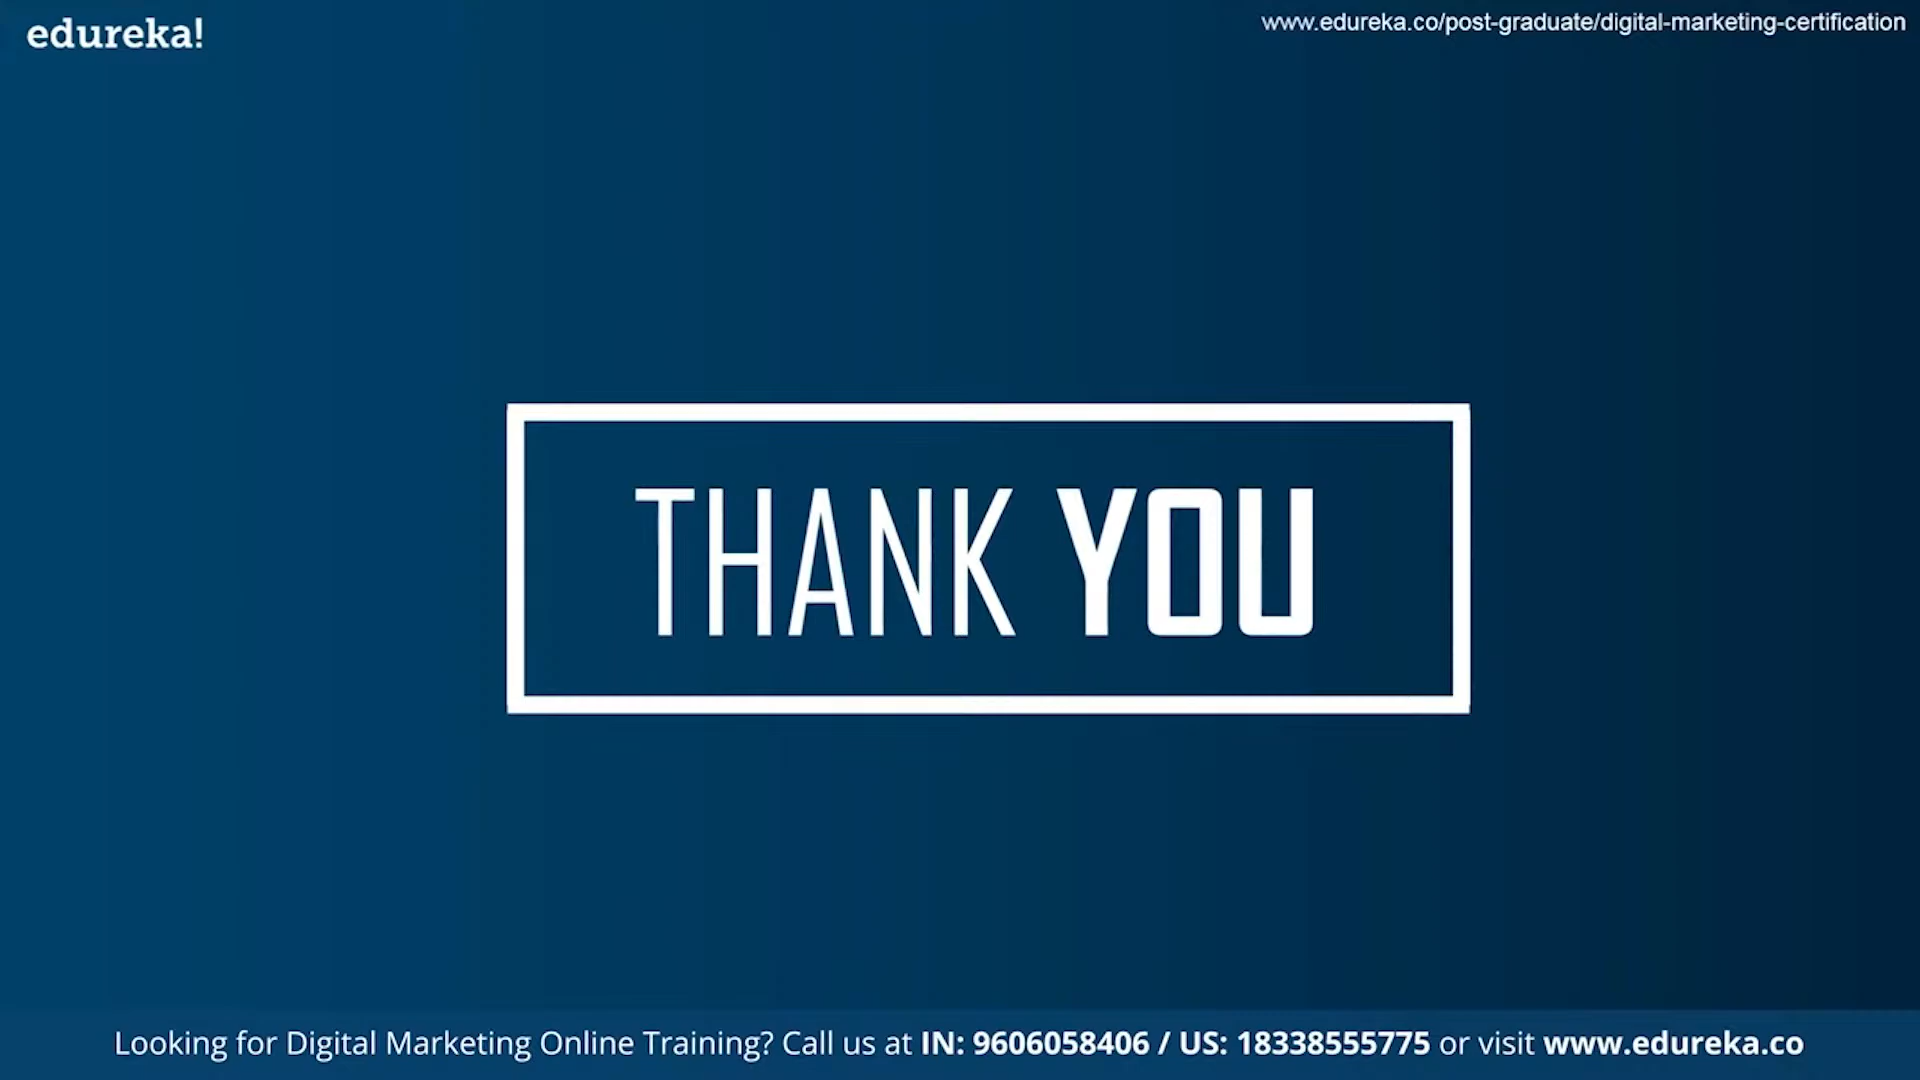 edureka!
www.edureka.co/post-graduate/digital-marketing-certification
THANK YOU
Looking for Digital Marketing Online Training? Call us at IN: 9606058406 / US: 18338555775 or visit www.edureka.co